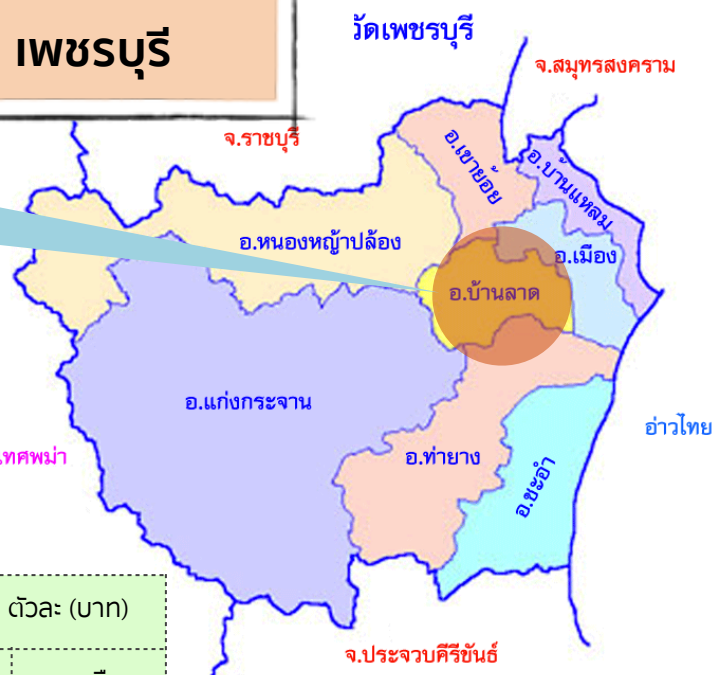 เพชรบุรี
วัดเพชรบุรี
จ.สมุทรสงคราม
จ.ราชบุรี
อ.เขาย้อย
อ.บ้านแหลม
อ.หนองหญ้าปล้อง
อ.เมือง
อ.บ้านลาด
อ.แก่งกระจาน
อ่าวไทย
ทศพม่า
อ.ท่ายาง
อ.ชะอำ
ตัวละ (บาท)
จ.ประจวบคีรีขันธ์